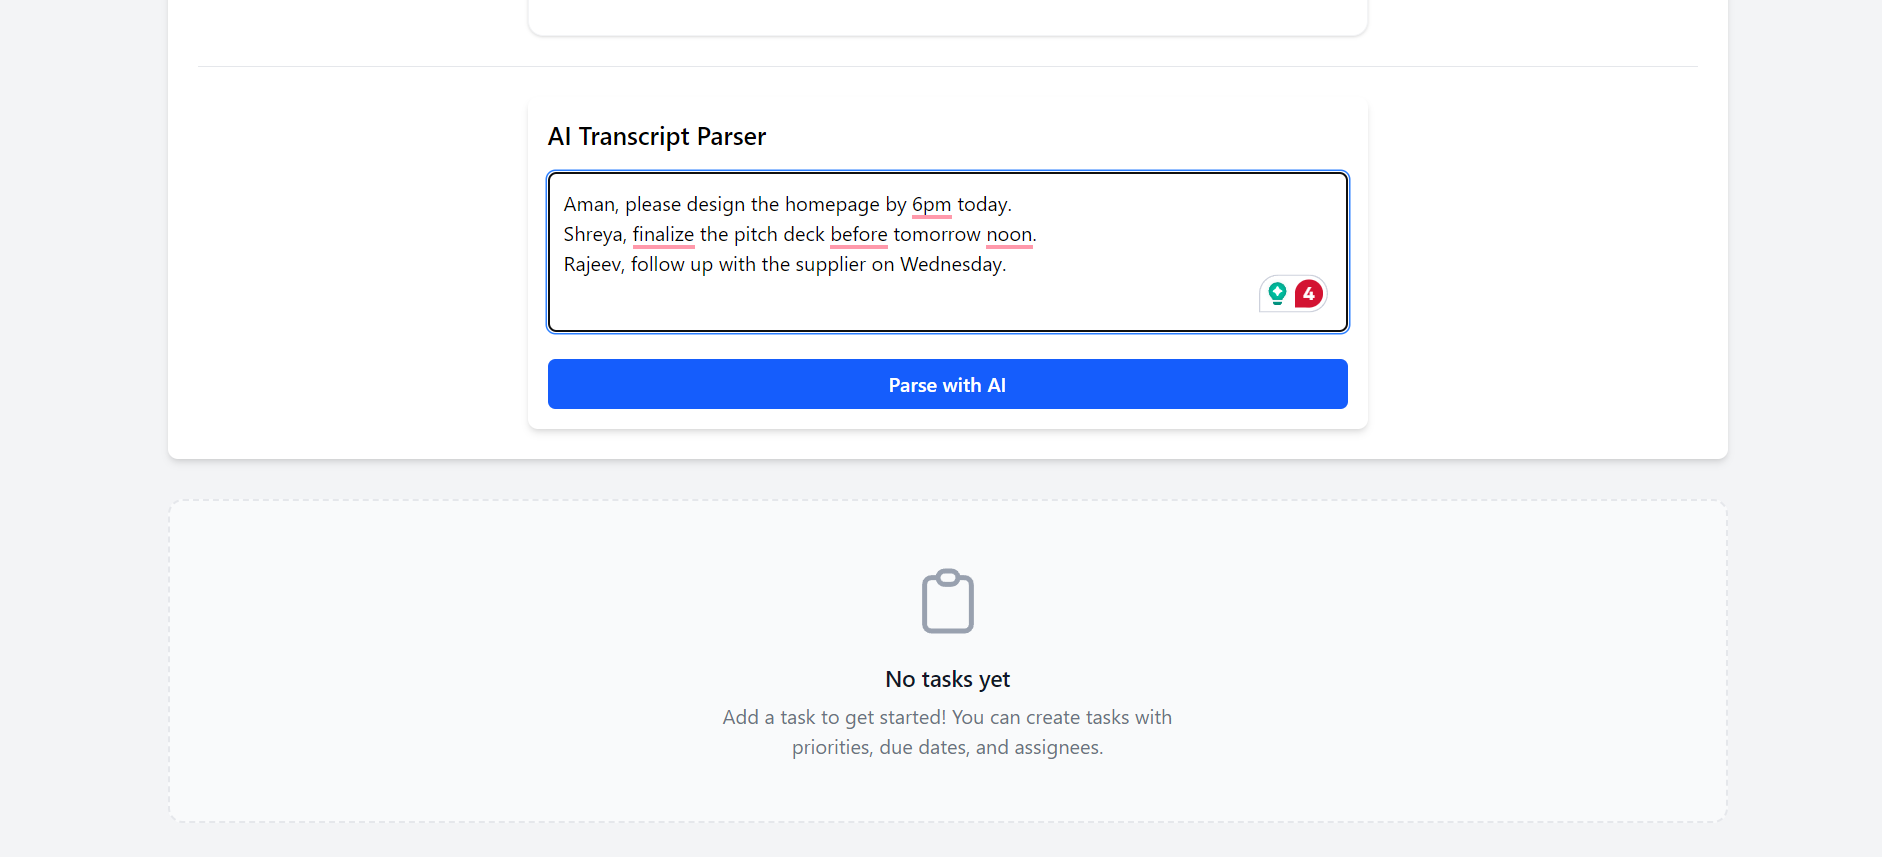 AI Transcript Parser
Aman, please design the homepage by 6pm today.
Shreya, finalize the pitch deck before tomorrow noon.
Rajeev, follow up with the supplier on Wednesday.
4
Parse with AI
No tasks yet
Add a task to get started! You can create tasks with
priorities, due dates, and assignees.